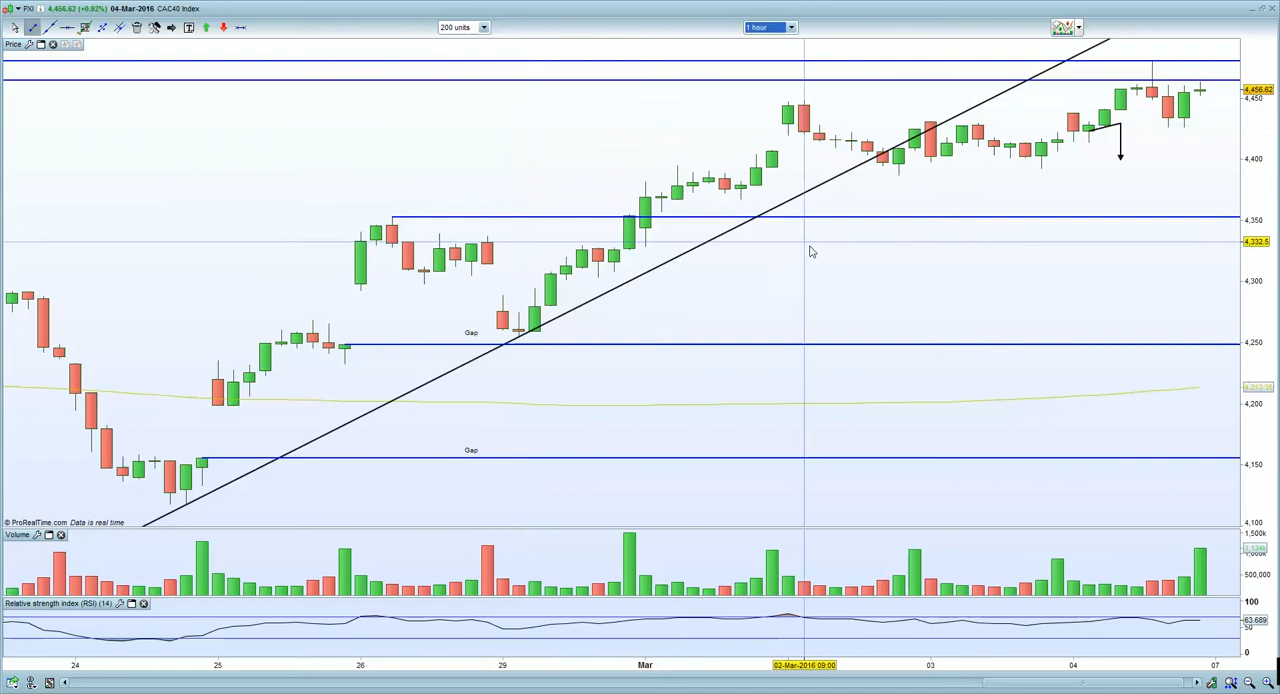 PXI 4,456.62 (+0.92%) 04-Mar-2016 CAC40 Index
200 units
1 hour
Price
4,456.62
4,450
4,400
4,350
4,332.5
4,300
Gap
4,250
4,200
Gap
4,150
4,100
© ProRealTime.com Data is real time
Volume
1,500k
500,000
Relative strength index (RSI) (14)
100
63.689
50
0
24
25
26
29
Mar
02-Mar-2016 09:00
03
04
07